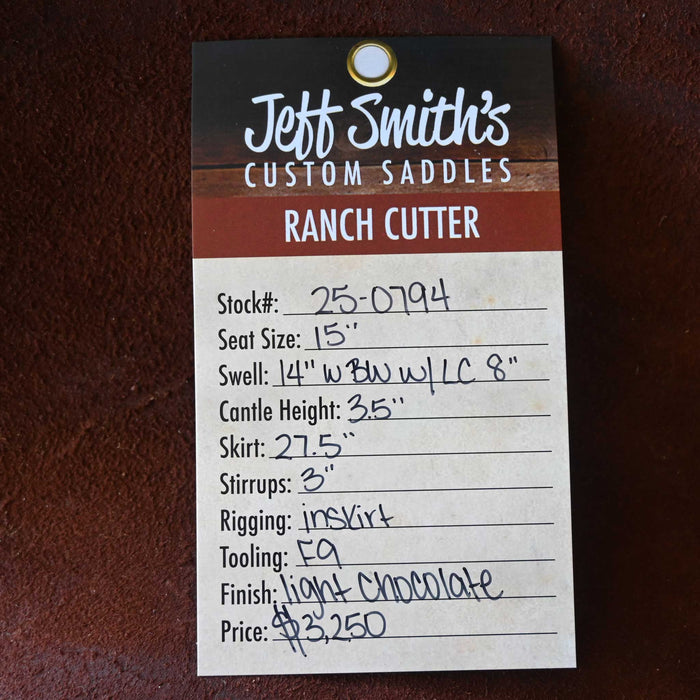 Jeff Smith's
CUSTOM SADDLES
RANCH CUTTER
Stock#: 25-0794
Seat Size: 15"
Swell: 14" W BW W/ LC 8"
Cantle Height: 3.5"
Skirt: 27.5"
Stirrups: 3"
Rigging: inskirt
Tooling: F9
Finish: light chocolate
Price: $3,250